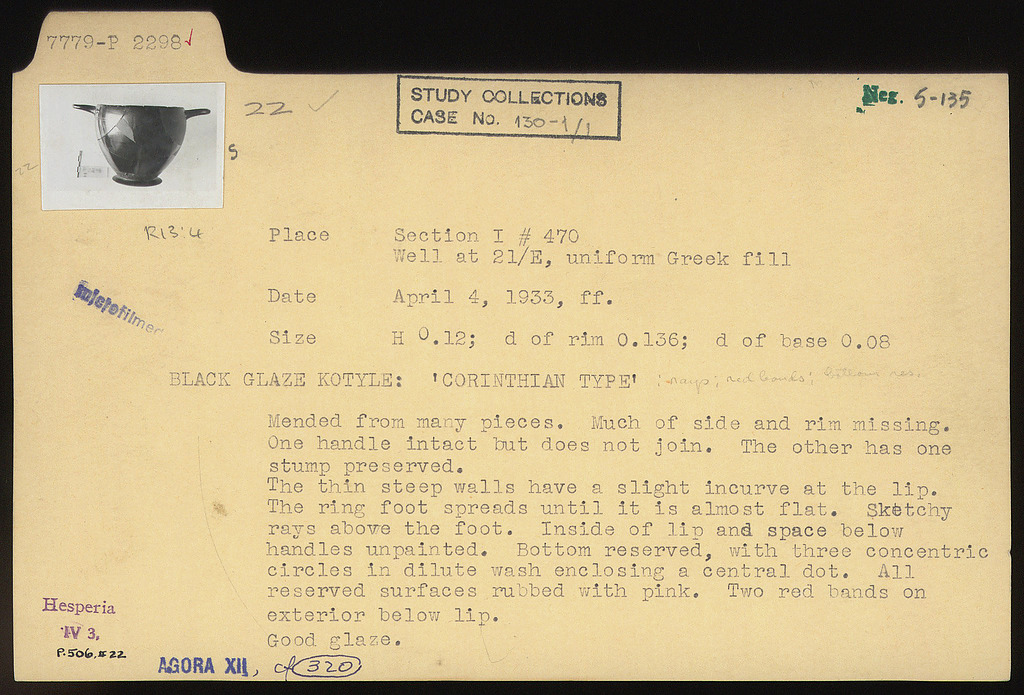 7779-P 2298 ✓
22 ✓
STUDY COLLECTIONS
CASE No. 130-1/1
Neg. 5-135
S
22
R13:4
Place Section I # 470
Well at 21/E, uniform Greek fill
microfilmed
Date April 4, 1933, ff.
Size H 0.12; d of rim 0.136; d of base 0.08
BLACK GLAZE KOTYLE: 'CORINTHIAN TYPE' ; rays; red bands; bottom res.
Mended from many pieces. Much of side and rim missing.
One handle intact but does not join. The other has one
stump preserved.
The thin steep walls have a slight incurve at the lip.
The ring foot spreads until it is almost flat. Sketchy
rays above the foot. Inside of lip and space below
handles unpainted. Bottom reserved, with three concentric
circles in dilute wash enclosing a central dot. All
reserved surfaces rubbed with pink. Two red bands on
exterior below lip.
Good glaze.
Hesperia
IV 3,
P.506, #22
AGORA XII, cf 320